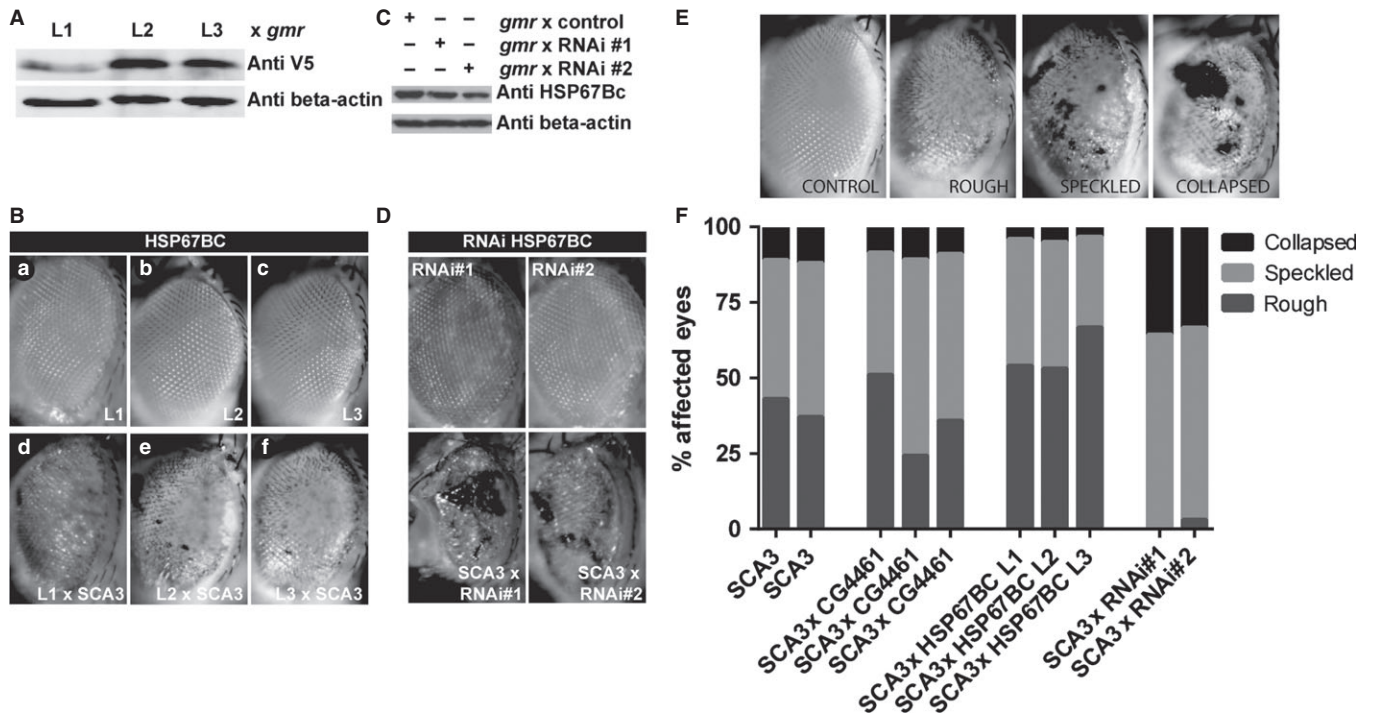 A
L1 L2 L3 x gmr
Anti V5
Anti beta-actin
C
+ – – gmr x control
– + – gmr x RNAi #1
– – + gmr x RNAi #2
Anti HSP67Bc
Anti beta-actin
B
HSP67BC
a b c
L1 L2 L3
d e f
L1 x SCA3 L2 x SCA3 L3 x SCA3
D
RNAi HSP67BC
RNAi#1 RNAi#2
SCA3 x RNAi#1
SCA3 x RNAi#2
E
CONTROL ROUGH SPECKLED COLLAPSED
F
% affected eyes
100
75
50
25
0
Collapsed
Speckled
Rough
SCA3
SCA3
SCA3x CG4461
SCA3x CG4461
SCA3x CG4461
SCA3x HSP67BC L1
SCA3x HSP67BC L2
SCA3x HSP67BC L3
SCA3 x RNAi#1
SCA3 x RNAi#2